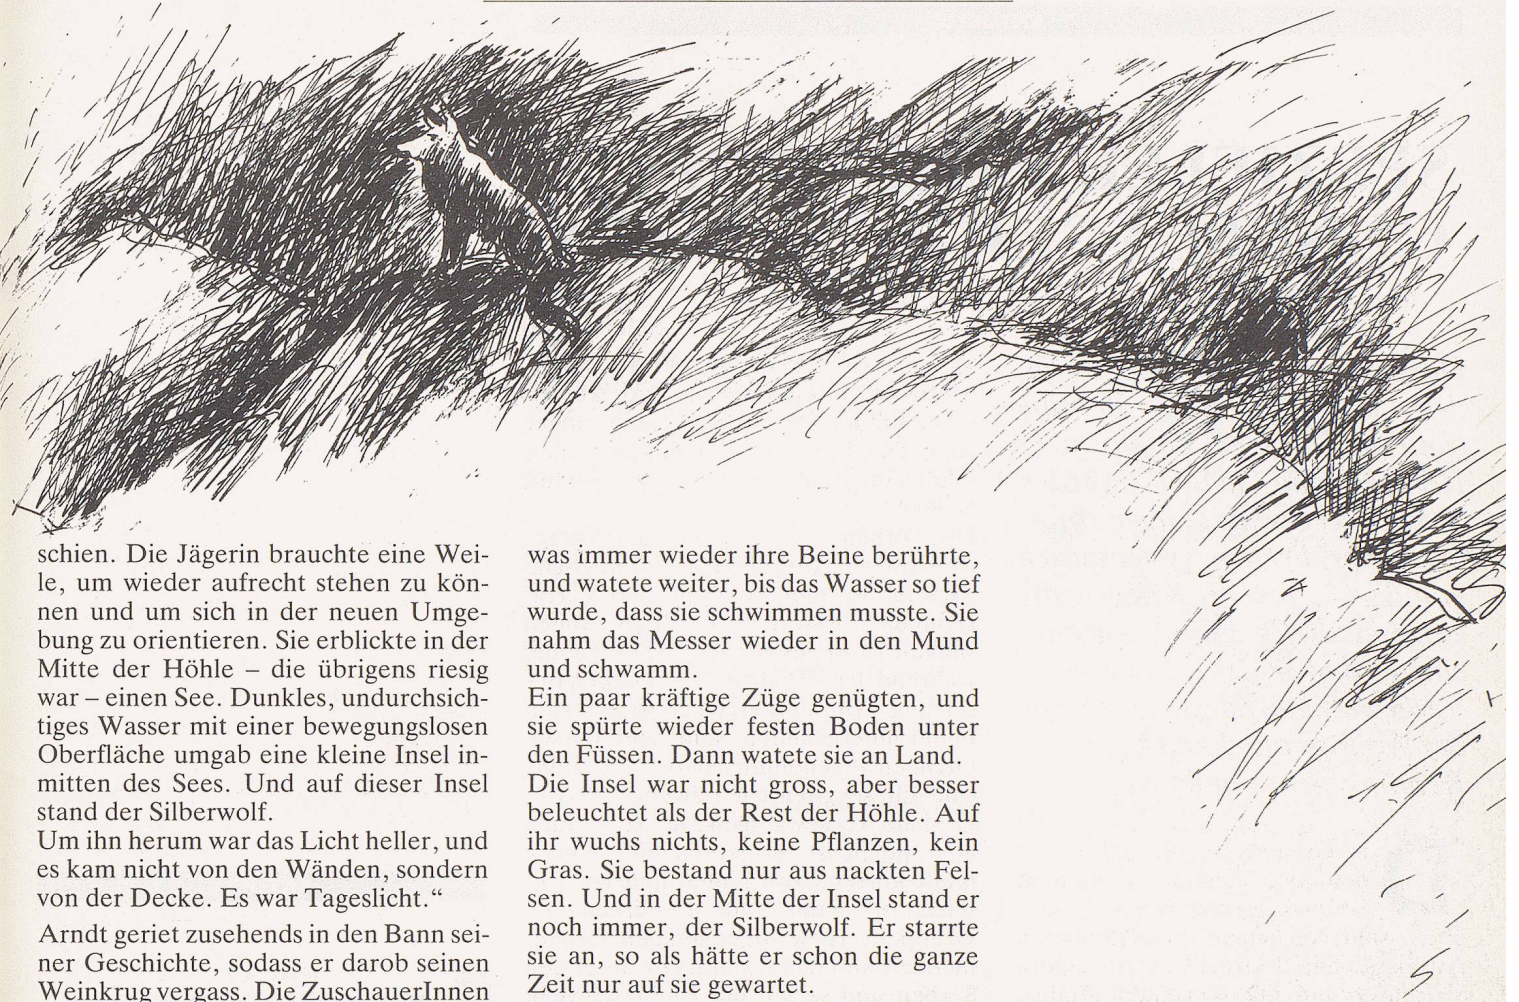 schien. Die Jägerin brauchte eine Wei-
le, um wieder aufrecht stehen zu kön-
nen und um sich in der neuen Umge-
bung zu orientieren. Sie erblickte in der
Mitte der Höhle – die übrigens riesig
war – einen See. Dunkles, undurchsich-
tiges Wasser mit einer bewegungslosen
Oberfläche umgab eine kleine Insel in-
mitten des Sees. Und auf dieser Insel
stand der Silberwolf.
Um ihn herum war das Licht heller, und
es kam nicht von den Wänden, sondern
von der Decke. Es war Tageslicht.“
Arndt geriet zusehends in den Bann sei-
ner Geschichte, sodass er darob seinen
Weinkrug vergass. Die ZuschauerInnen
was immer wieder ihre Beine berührte,
und watete weiter, bis das Wasser so tief
wurde, dass sie schwimmen musste. Sie
nahm das Messer wieder in den Mund
und schwamm.
Ein paar kräftige Züge genügten, und
sie spürte wieder festen Boden unter
den Füssen. Dann watete sie an Land.
Die Insel war nicht gross, aber besser
beleuchtet als der Rest der Höhle. Auf
ihr wuchs nichts, keine Pflanzen, kein
Gras. Sie bestand nur aus nackten Fel-
sen. Und in der Mitte der Insel stand er
noch immer, der Silberwolf. Er starrte
sie an, so als hätte er schon die ganze
Zeit nur auf sie gewartet.